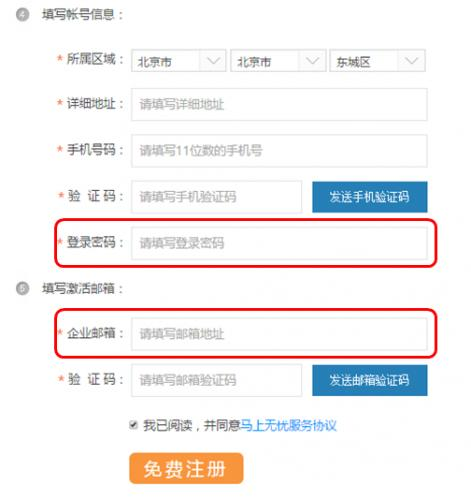 4 填写帐号信息：
* 所属区域： 北京市 北京市 东城区
* 详细地址： 请填写详细地址
* 手机号码： 请填写11位数的手机号
* 验 证 码： 请填写手机验证码 发送手机验证码
* 登录密码： 请填写登录密码
5 填写激活邮箱：
* 企业邮箱： 请填写邮箱地址
* 验 证 码： 请填写邮箱验证码 发送邮箱验证码
我已阅读，并同意马上无忧服务协议
免费注册